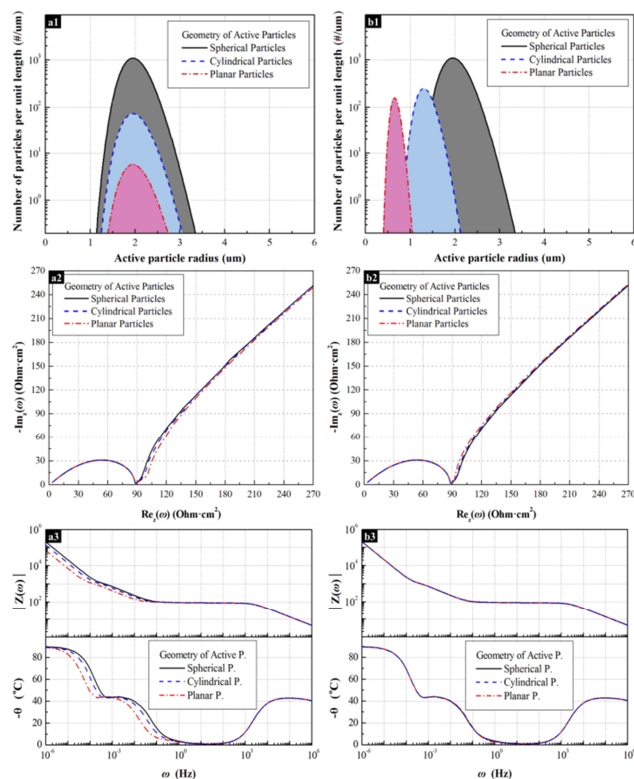 a1
Geometry of Active Particles
Spherical Particles
Cylindrical Particles
Planar Particles
Number of particles per unit length (#/um)
10³
10²
10¹
10⁰
0 1 2 3 4 5 6
Active particle radius (um)
b1
Geometry of Active Particles
Spherical Particles
Cylindrical Particles
Planar Particles
Number of particles per unit length (#/um)
10³
10²
10¹
10⁰
0 1 2 3 4 5 6
Active particle radius (um)
a2
Geometry of Active Particles
Spherical Particles
Cylindrical Particles
Planar Particles
-Imz(ω) (Ohm·cm²)
270
240
210
180
150
120
90
60
30
0
0 30 60 90 120 150 180 210 240 270
Rez(ω) (Ohm·cm²)
b2
Geometry of Active Particles
Spherical Particles
Cylindrical Particles
Planar Particles
-Imz(ω) (Ohm·cm²)
270
240
210
180
150
120
90
60
30
0
0 30 60 90 120 150 180 210 240 270
Rez(ω) (Ohm·cm²)
a3
|Z(ω)|
10⁶
10⁴
10²
Geometry of Active P.
Spherical P.
Cylindrical P.
Planar P.
-θ (°C)
80
60
40
20
0
10⁻⁶ 10⁻³ 10⁰ 10³ 10⁶
ω (Hz)
b3
|Z(ω)|
10⁶
10⁴
10²
Geometry of Active P.
Spherical P.
Cylindrical P.
Planar P.
-θ (°C)
80
60
40
20
0
10⁻⁶ 10⁻³ 10⁰ 10³ 10⁶
ω (Hz)